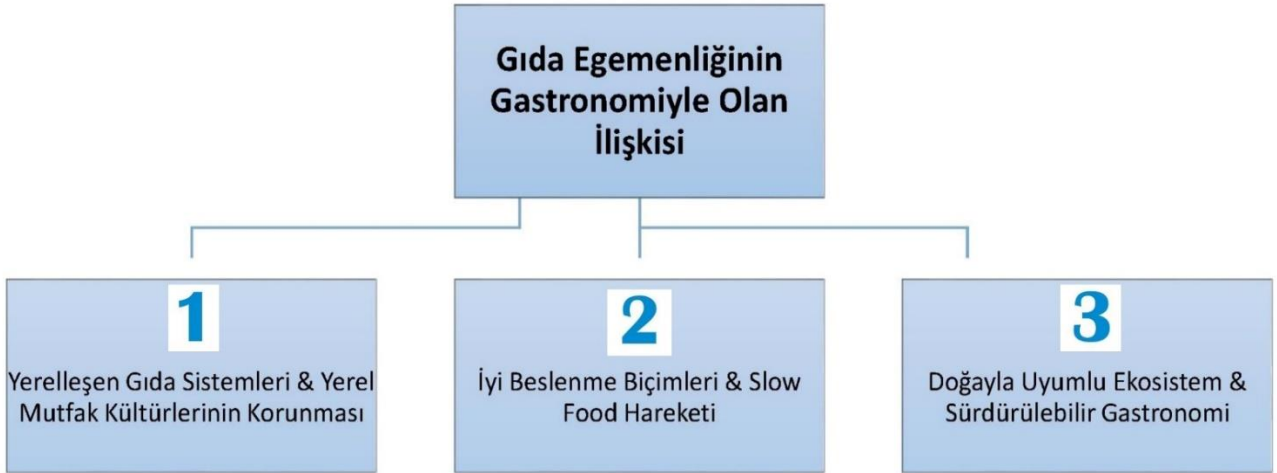 Gıda Egemenliğinin
Gastronomiyle Olan
İlişkisi
1
Yerelleşen Gıda Sistemleri & Yerel
Mutfak Kültürlerinin Korunması
2
İyi Beslenme Biçimleri & Slow
Food Hareketi
3
Doğayla Uyumlu Ekosistem &
Sürdürülebilir Gastronomi